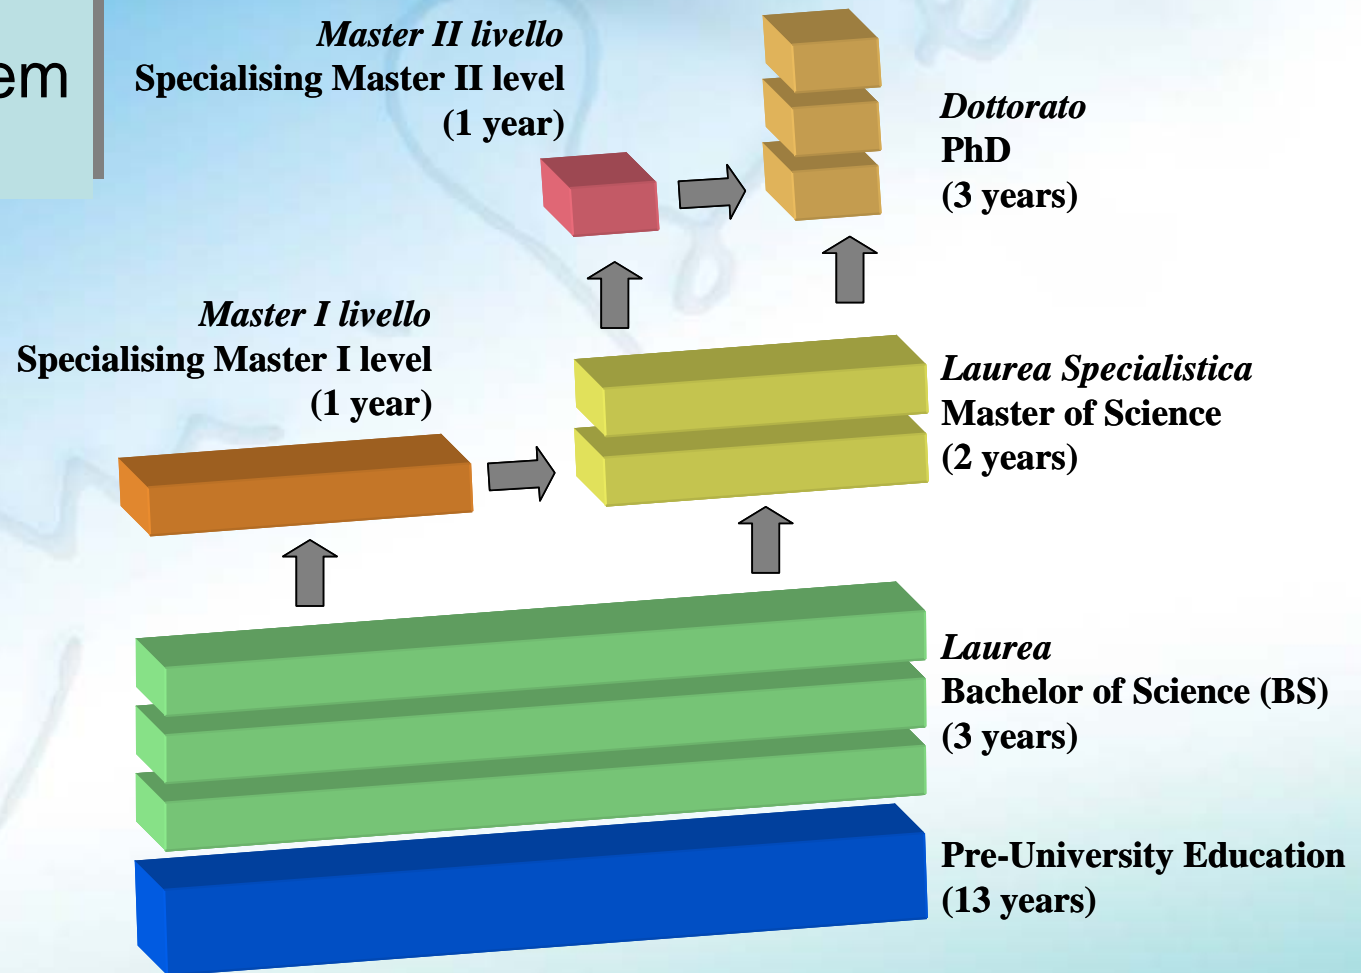 em
Master II livello
Specialising Master II level
(1 year)
Dottorato
PhD
(3 years)
Master I livello
Specialising Master I level
(1 year)
Laurea Specialistica
Master of Science
(2 years)
Laurea
Bachelor of Science (BS)
(3 years)
Pre-University Education
(13 years)